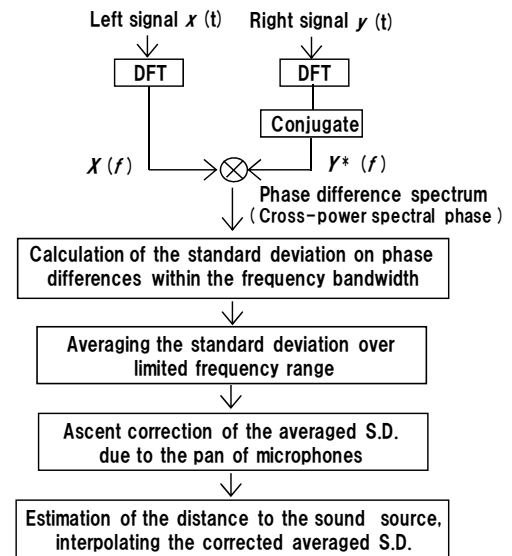 Left signal x (t)
Right signal y (t)
DFT
DFT
Conjugate
X (f)
Y* (f)
Phase difference spectrum
( Cross-power spectral phase )
Calculation of the standard deviation on phase
differences within the frequency bandwidth
Averaging the standard deviation over
limited frequency range
Ascent correction of the averaged S.D.
due to the pan of microphones
Estimation of the distance to the sound source,
interpolating the corrected averaged S.D.